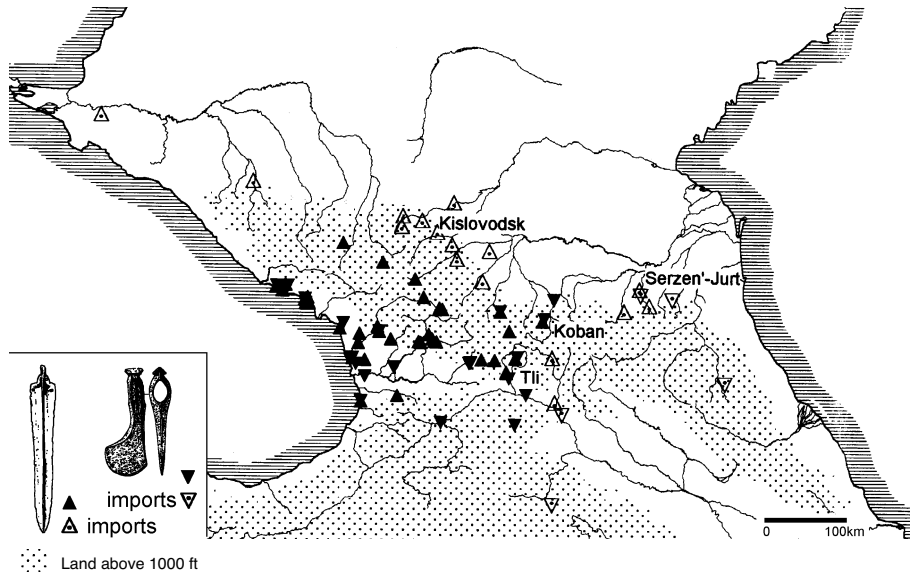 Kislovodsk
Serzen'-Jurt
Koban
Tli
imports
imports
0 100km
Land above 1000 ft
E